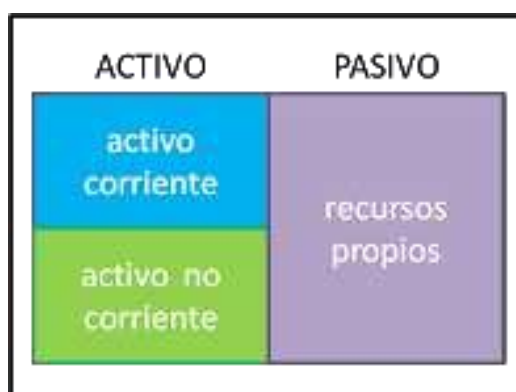 ACTIVO PASIVO
activo
corriente
activo no
corriente
recursos
propios